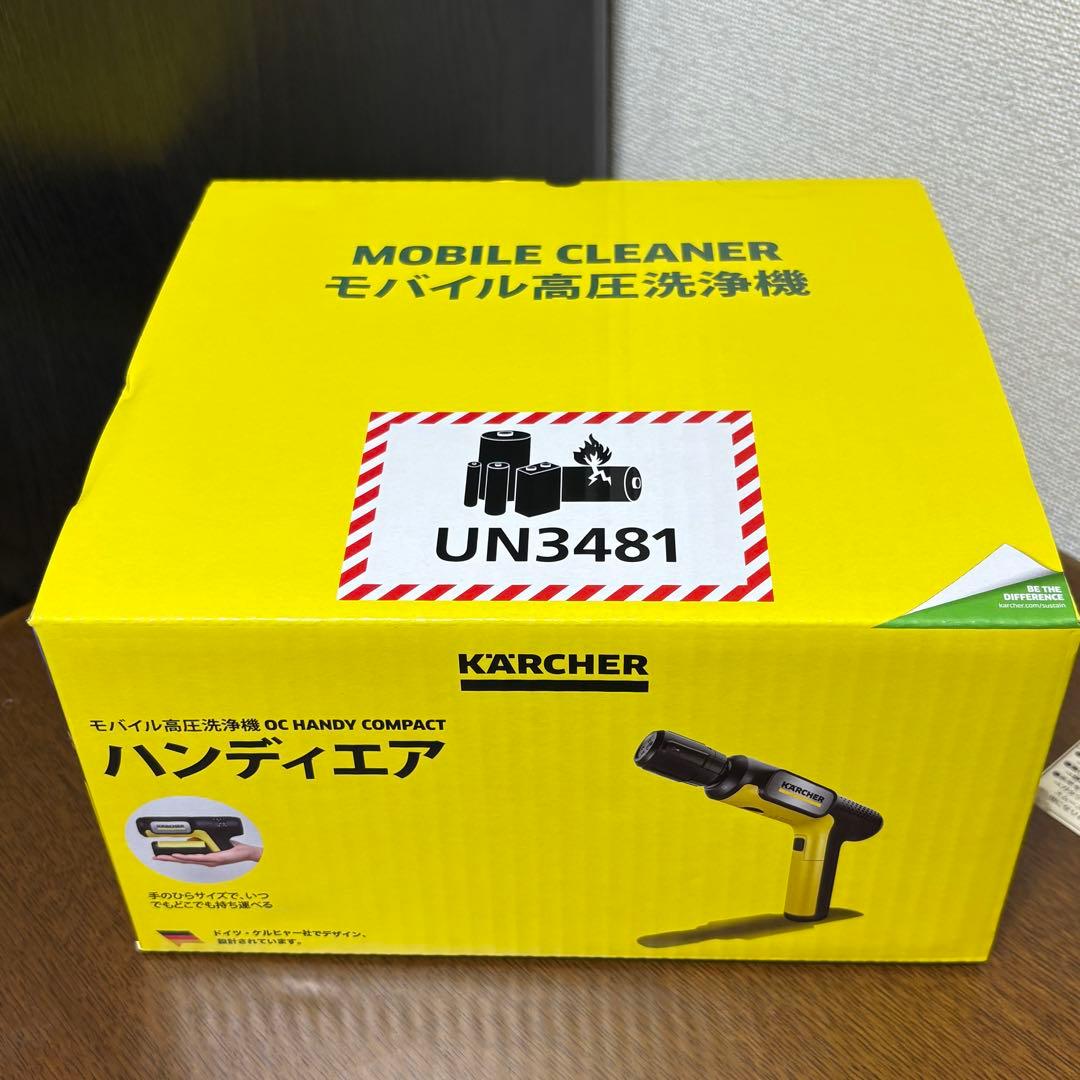 MOBILE CLEANER
モバイル高圧洗浄機
UN3481
BE THE
DIFFERENCE
karcher.com/sustain
KÄRCHER
モバイル高圧洗浄機 OC HANDY COMPACT
ハンディエア
KÄRCHER
KÄRCHER
手のひらサイズで、いつ
でもどこでも持ち運べる
ドイツ・ケルヒャー社でデザイン、
設計されています。